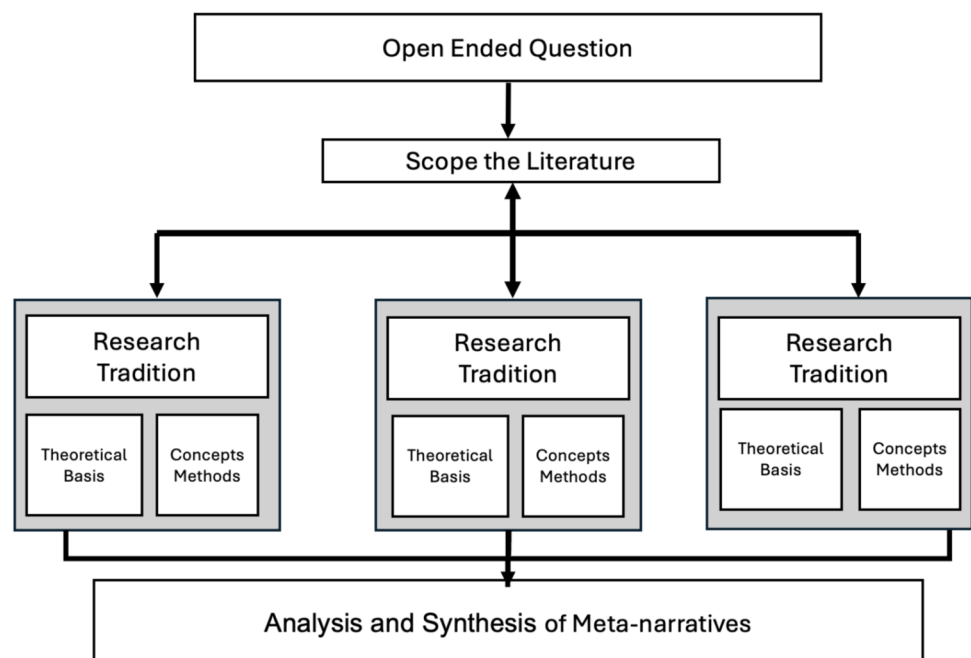 Open Ended Question
Scope the Literature
Research
Tradition
Theoretical
Basis
Concepts
Methods
Research
Tradition
Theoretical
Basis
Concepts
Methods
Research
Tradition
Theoretical
Basis
Concepts
Methods
Analysis and Synthesis of Meta-narratives